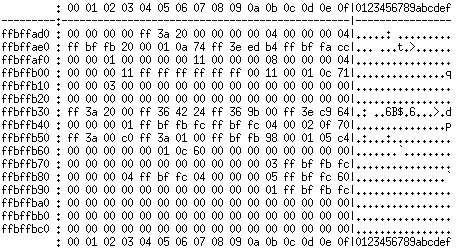 : 00 01 02 03 04 05 06 07 08 09 0a 0b 0c 0d 0e 0f|0123456789abcdef
--------:------------------------------------------------|----------------
ffbffad0 : 00 00 00 00 ff 3a 20 00 00 00 04 00 00 00 04|.....: .........
ffbffae0 : ff bf fb 20 00 01 0a 74 ff 3e ed b4 ff bf fa cc|... ...t.>......
ffbffaf0 : 00 00 01 00 00 00 00 11 00 00 00 08 00 00 00 04|................
ffbffb00 : 00 00 00 11 ff ff ff ff ff ff ff 00 11 00 01 0c 71|...............q
ffbffb10 : 00 00 03 00 00 00 00 00 00 00 00 00 00 00 00 00|................
ffbffb20 : 00 00 00 00 00 00 00 00 00 00 00 00 00 00 00 00|................
ffbffb30 : ff 3a 20 00 ff 36 42 24 ff 36 9b 00 ff 3e c9 64|.: ..6B$.6...>.d
ffbffb40 : 00 00 00 01 ff bf fb fc ff bf fc 04 00 02 0f 70|...............p
ffbffb50 : ff 3a 00 c0 ff 3a 01 00 ff bf fb 98 00 01 05 c4|.:...:..........
ffbffb60 : 00 00 00 00 00 01 0c 60 00 00 00 00 00 00 00 00|.......`........
ffbffb70 : 00 00 00 00 00 00 00 00 00 00 00 03 ff bf fb fc|................
ffbffb80 : 00 00 00 04 ff bf fc 04 00 00 00 05 ff bf fc 60|...............`
ffbffb90 : 00 00 00 00 00 00 00 00 00 00 00 01 ff bf fb fc|................
ffbffba0 : 00 00 00 00 00 00 00 00 00 00 00 00 00 00 00 00|................
ffbffbb0 : 00 00 00 00 00 00 00 00 00 00 00 00 00 00 00 00|................
ffbffbc0 : 00 00 00 00 00 00 00 00 00 00 00 00 00 00 00 00|................
: 00 01 02 03 04 05 06 07 08 09 0a 0b 0c 0d 0e 0f|0123456789abcdef